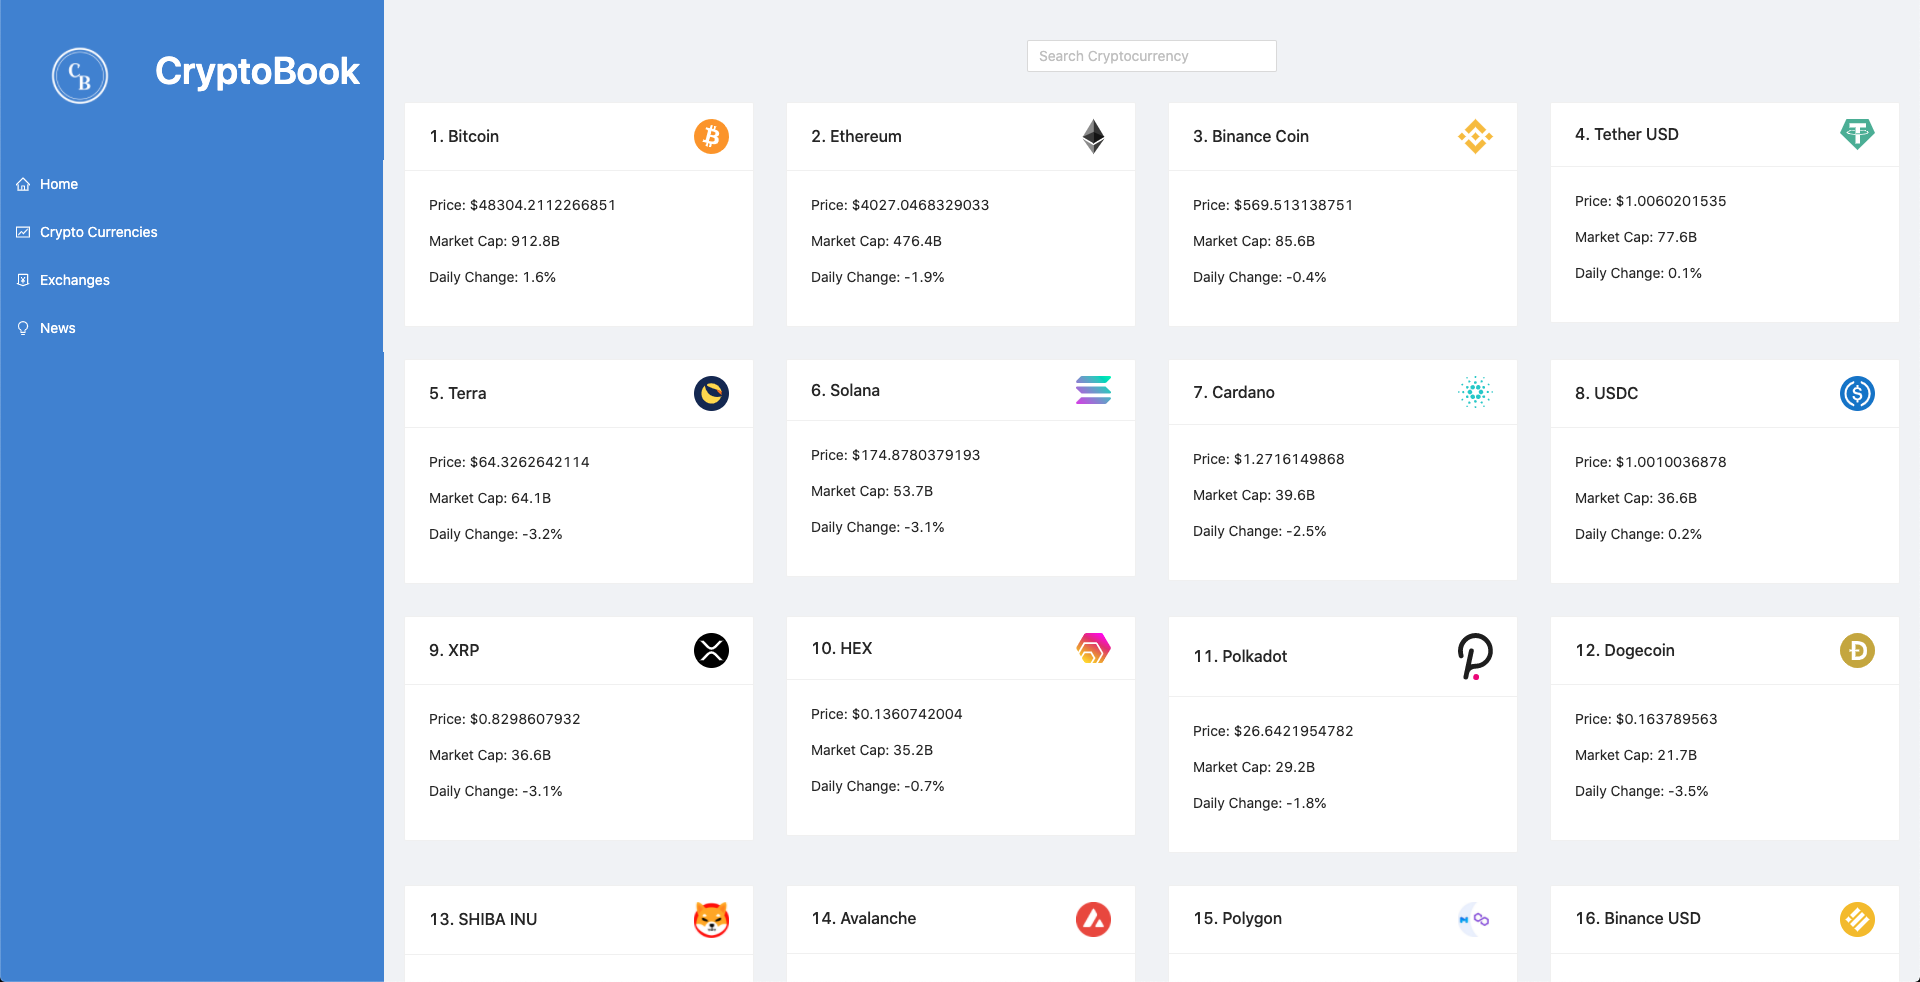 CB
CryptoBook
Home
Crypto Currencies
Exchanges
News
Search Cryptocurrency
1. Bitcoin
Price: $48304.2112266851
Market Cap: 912.8B
Daily Change: 1.6%
2. Ethereum
Price: $4027.0468329033
Market Cap: 476.4B
Daily Change: -1.9%
3. Binance Coin
Price: $569.513138751
Market Cap: 85.6B
Daily Change: -0.4%
4. Tether USD
Price: $1.0060201535
Market Cap: 77.6B
Daily Change: 0.1%
5. Terra
Price: $64.3262642114
Market Cap: 64.1B
Daily Change: -3.2%
6. Solana
Price: $174.8780379193
Market Cap: 53.7B
Daily Change: -3.1%
7. Cardano
Price: $1.2716149868
Market Cap: 39.6B
Daily Change: -2.5%
8. USDC
Price: $1.0010036878
Market Cap: 36.6B
Daily Change: 0.2%
9. XRP
Price: $0.8298607932
Market Cap: 36.6B
Daily Change: -3.1%
10. HEX
Price: $0.1360742004
Market Cap: 35.2B
Daily Change: -0.7%
11. Polkadot
Price: $26.6421954782
Market Cap: 29.2B
Daily Change: -1.8%
12. Dogecoin
Price: $0.163789563
Market Cap: 21.7B
Daily Change: -3.5%
13. SHIBA INU
14. Avalanche
15. Polygon
16. Binance USD